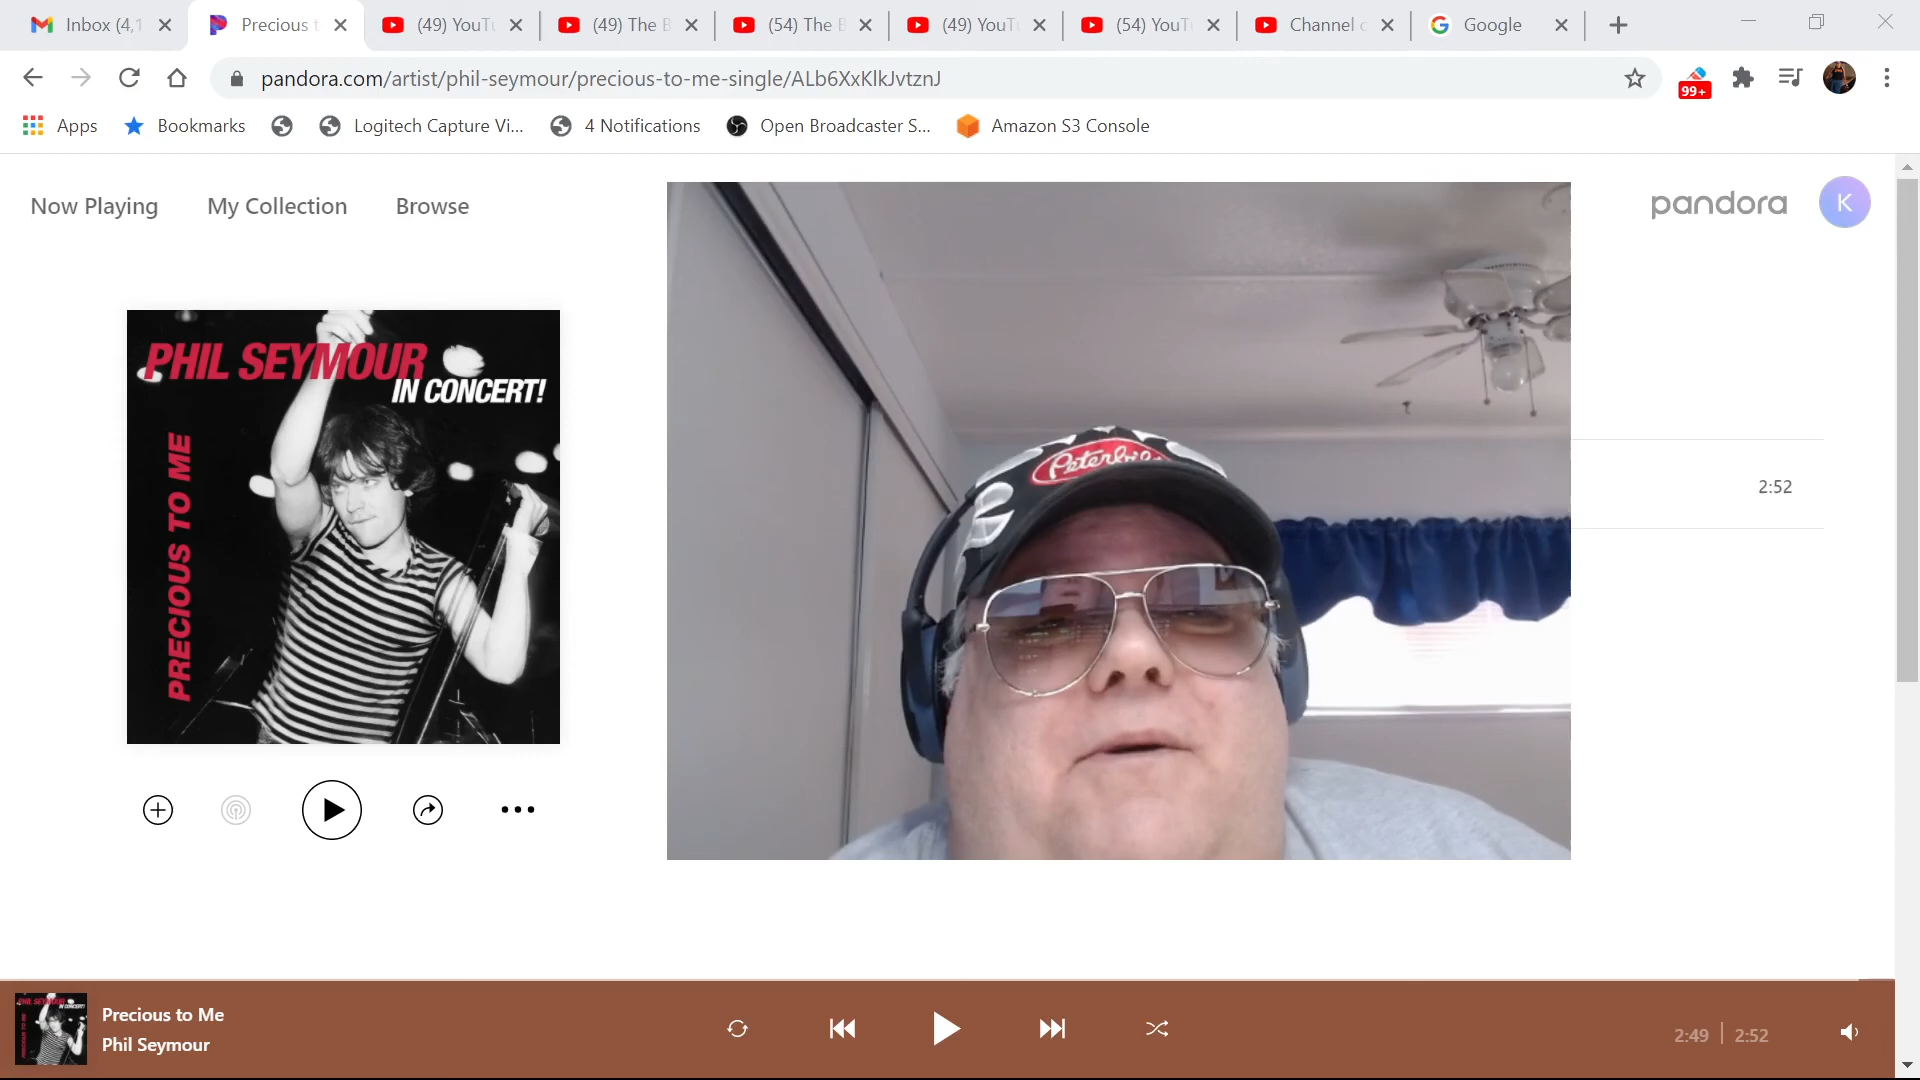 Inbox (4,1
Precious t
(49) YouTu
(49) The B
(54) The B
(49) YouTu
(54) YouTu
Channel c
Google
pandora.com/artist/phil-seymour/precious-to-me-single/ALb6XxKlkJvtznJ
99+
Apps
Bookmarks
Logitech Capture Vi...
4 Notifications
Open Broadcaster S...
Amazon S3 Console
Now Playing
My Collection
Browse
pandora
K
PHIL SEYMOUR
IN CONCERT!
PRECIOUS TO ME
Peterbilt
2:52
Precious to Me
Phil Seymour
2:49
2:52